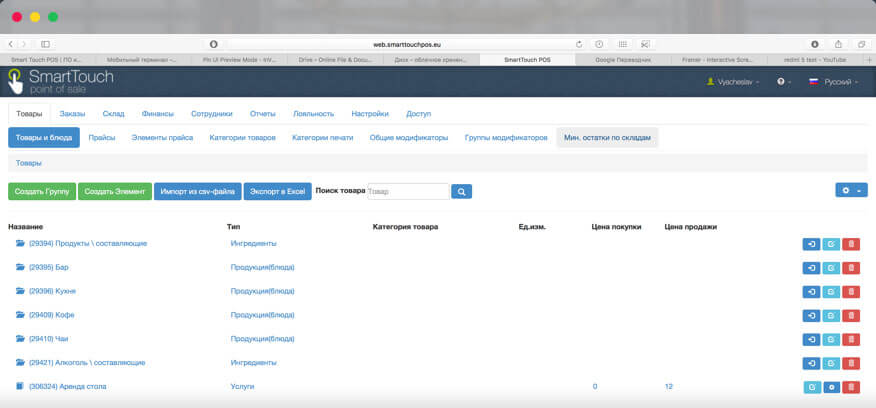 web.smarttouchpos.eu
Smart Touch POS | ПО к... Мобильный терминал –... Pin UI Preview Mode - InV... Drive – Online File & Docu... Диск – облачное хранен... SmartTouch POS Google Переводчик Framer - Interactive Scre... redmi 5 test - YouTube
SmartTouch
point of sale
Vyacheslav
Русский
Товары Заказы Склад Финансы Сотрудники Отчеты Лояльность Настройки Доступ
Товары и блюда Прайсы Элементы прайса Категории товаров Категории печати Общие модификаторы Группы модификаторов Мин. остатки по складам
Товары
Создать Группу Создать Элемент Импорт из csv-файла Экспорт в Excel Поиск товара Товар
Название Тип Категория товара Ед.изм. Цена покупки Цена продажи
(29394) Продукты \ составляющие Ингредиенты
(29395) Бар Продукция(блюда)
(29396) Кухня Продукция(блюда)
(29409) Кофе Продукция(блюда)
(29410) Чаи Продукция(блюда)
(29421) Алкоголь \ составляющие Ингредиенты
(306324) Аренда стола Услуги 0 12